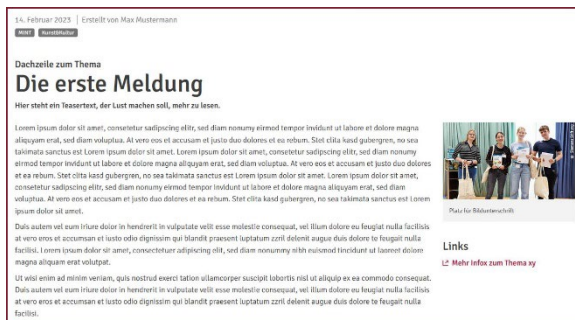 14. Februar 2023 | Erstellt von Max Mustermann
MINT Kunst&Kultur
Dachzeile zum Thema
Die erste Meldung
Hier steht ein Teasertext, der Lust machen soll, mehr zu lesen.
Lorem ipsum dolor sit amet, consetetur sadipscing elitr, sed diam nonumy eirmod tempor invidunt ut labore et dolore magna
aliquyam erat, sed diam voluptua. At vero eos et accusam et justo duo dolores et ea rebum. Stet clita kasd gubergren, no sea
takimata sanctus est Lorem ipsum dolor sit amet. Lorem ipsum dolor sit amet, consetetur sadipscing elitr, sed diam nonumy
eirmod tempor invidunt ut labore et dolore magna aliquyam erat, sed diam voluptua. At vero eos et accusam et justo duo dolores
et ea rebum. Stet clita kasd gubergren, no sea takimata sanctus est Lorem ipsum dolor sit amet. Lorem ipsum dolor sit amet,
consetetur sadipscing elitr, sed diam nonumy eirmod tempor invidunt ut labore et dolore magna aliquyam erat, sed diam
voluptua. At vero eos et accusam et justo duo dolores et ea rebum. Stet clita kasd gubergren, no sea takimata sanctus est Lorem
ipsum dolor sit amet.
Duis autem vel eum iriure dolor in hendrerit in vulputate velit esse molestie consequat, vel illum dolore eu feugiat nulla facilisis
at vero eros et accumsan et iusto odio dignissim qui blandit praesent luptatum zzril delenit augue duis dolore te feugait nulla
facilisi. Lorem ipsum dolor sit amet, consectetuer adipiscing elit, sed diam nonummy nibh euismod tincidunt ut laoreet dolore
magna aliquam erat volutpat.
Ut wisi enim ad minim veniam, quis nostrud exerci tation ullamcorper suscipit lobortis nisl ut aliquip ex ea commodo consequat.
Duis autem vel eum iriure dolor in hendrerit in vulputate velit esse molestie consequat, vel illum dolore eu feugiat nulla facilisis
at vero eros et accumsan et iusto odio dignissim qui blandit praesent luptatum zzril delenit augue duis dolore te feugait nulla
facilisi.
Platz für Bildunterschrift
Links
Mehr Infox zum Thema xy